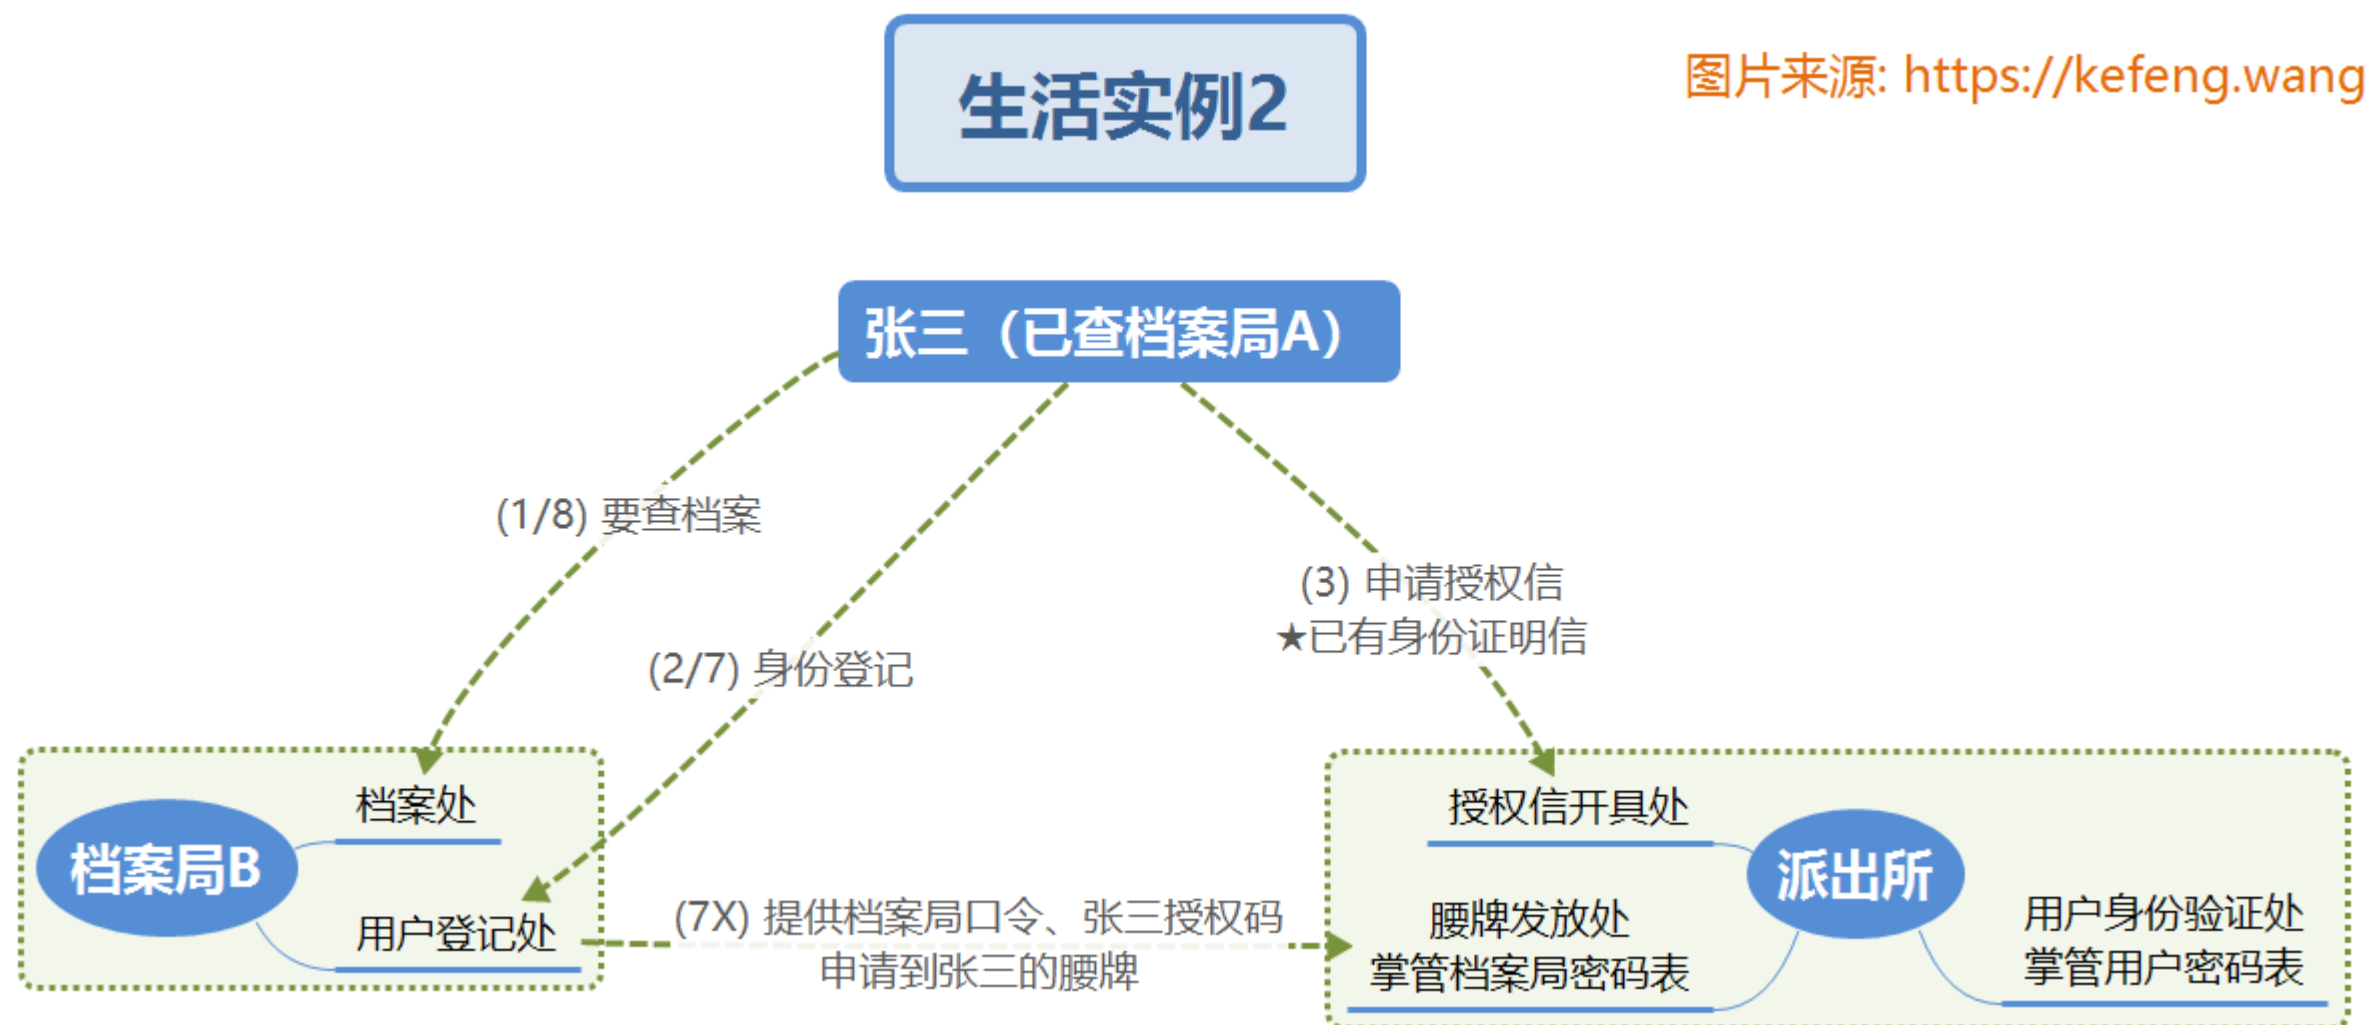 生活实例2
图片来源: https://kefeng.wang
张三（已查档案局A）
(1/8) 要查档案
(2/7) 身份登记
(3) 申请授权信
★已有身份证明信
档案局B
档案处
用户登记处
(7X) 提供档案局口令、张三授权码
申请到张三的腰牌
授权信开具处
派出所
腰牌发放处
掌管档案局密码表
用户身份验证处
掌管用户密码表